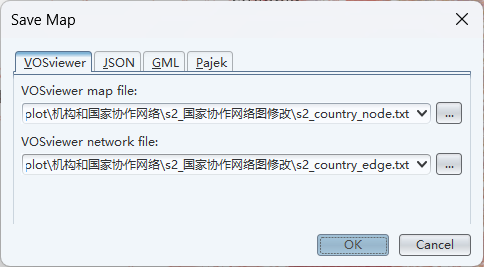 Save Map
VOSviewer JSON GML Pajek
VOSviewer map file:
plot\机构和国家协作网络\s2_国家协作网络图修改\s2_country_node.txt ...
VOSviewer network file:
plot\机构和国家协作网络\s2_国家协作网络图修改\s2_country_edge.txt ...
OK Cancel